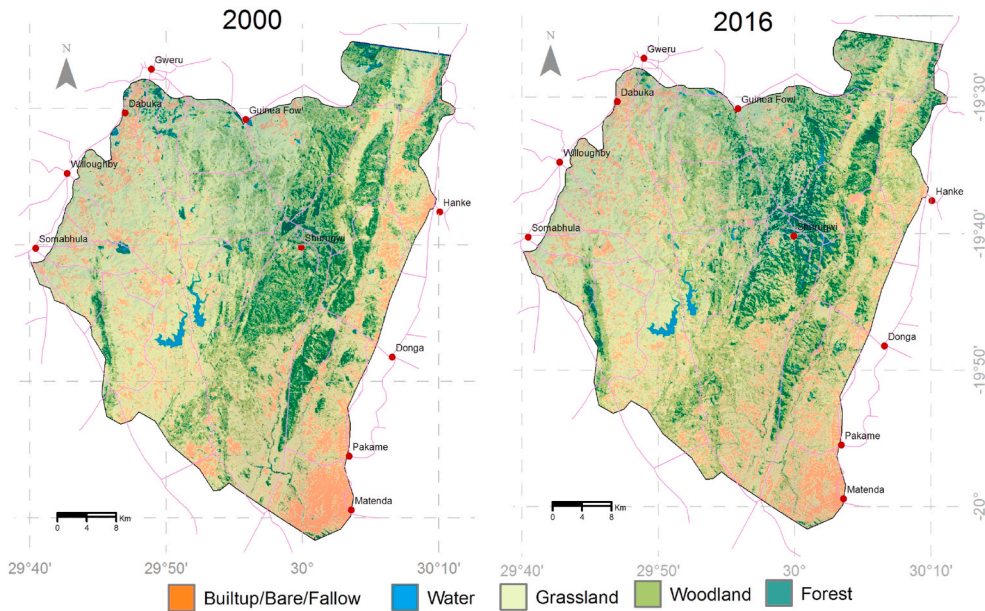 2000
2016
N
Gweru
Dabuka
Guinea Fowl
Willoughby
Hanke
Somabhula
Shurugwi
Donga
Pakame
Matenda
0 4 8
Km
29°40' 29°50' 30° 30°10'
N
Gweru
Dabuka
Guinea Fowl
Willoughby
Hanke
Somabhula
Shurugwi
Donga
Pakame
Matenda
0 4 8
Km
-19°30'
-19°40'
-19°50'
-20°
29°40' 29°50' 30° 30°10'
Builtup/Bare/Fallow Water Grassland Woodland Forest